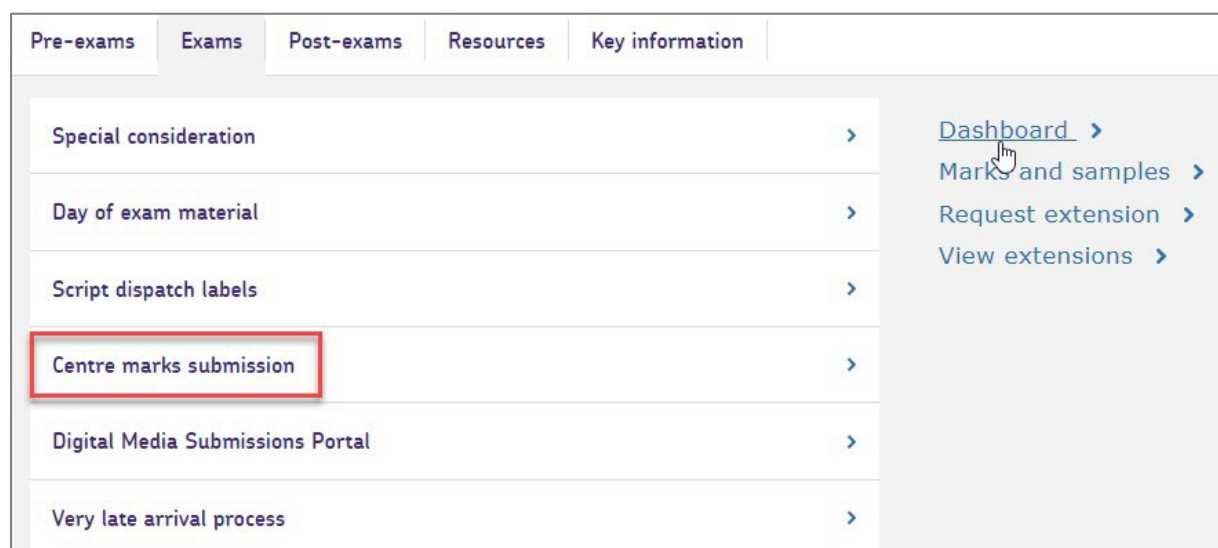 Pre-exams Exams Post-exams Resources Key information
Special consideration
Day of exam material
Script dispatch labels
Centre marks submission
Digital Media Submissions Portal
Very late arrival process
Dashboard
Marks and samples
Request extension
View extensions